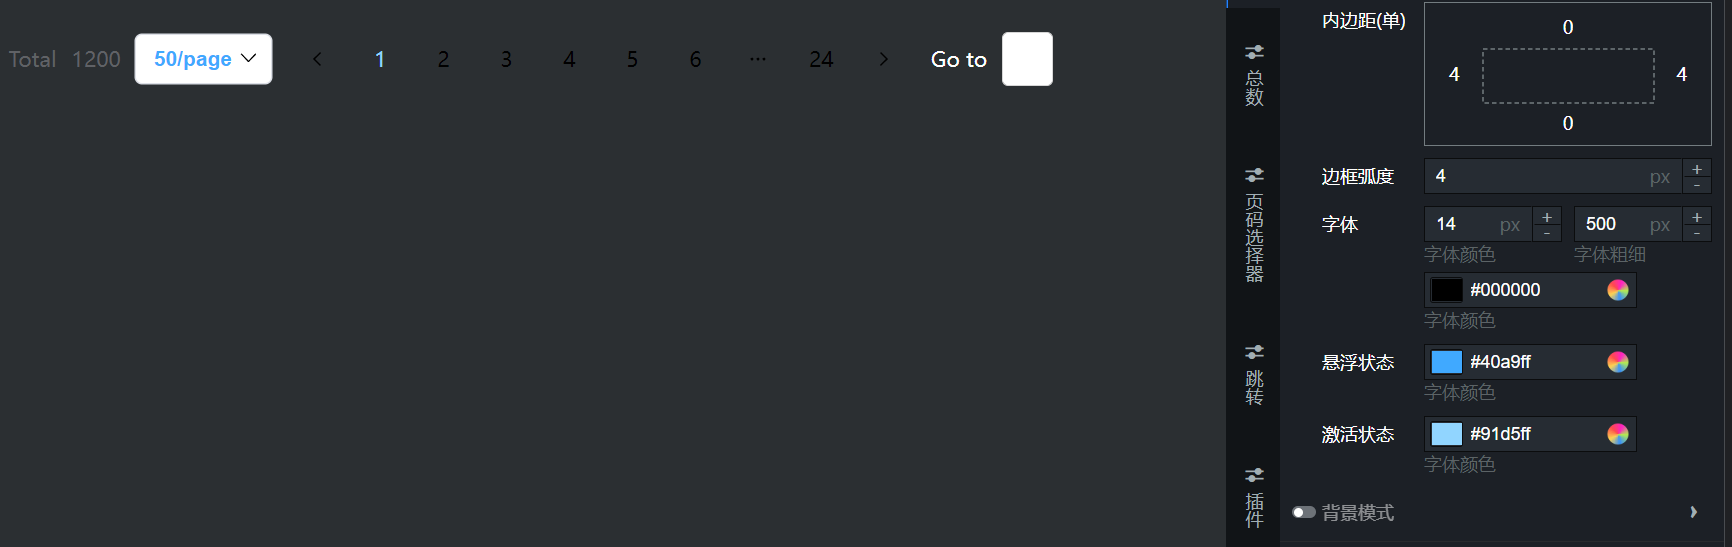 Total 1200 50/page 1 2 3 4 5 6 ··· 24 Go to
总数
页码选择器
跳转
插件
内边距(单)
0
4 4
0
边框弧度 4 px + -
字体 14 px + - 500 px + -
字体颜色 字体粗细
#000000
字体颜色
悬浮状态 #40a9ff
字体颜色
激活状态 #91d5ff
字体颜色
背景模式